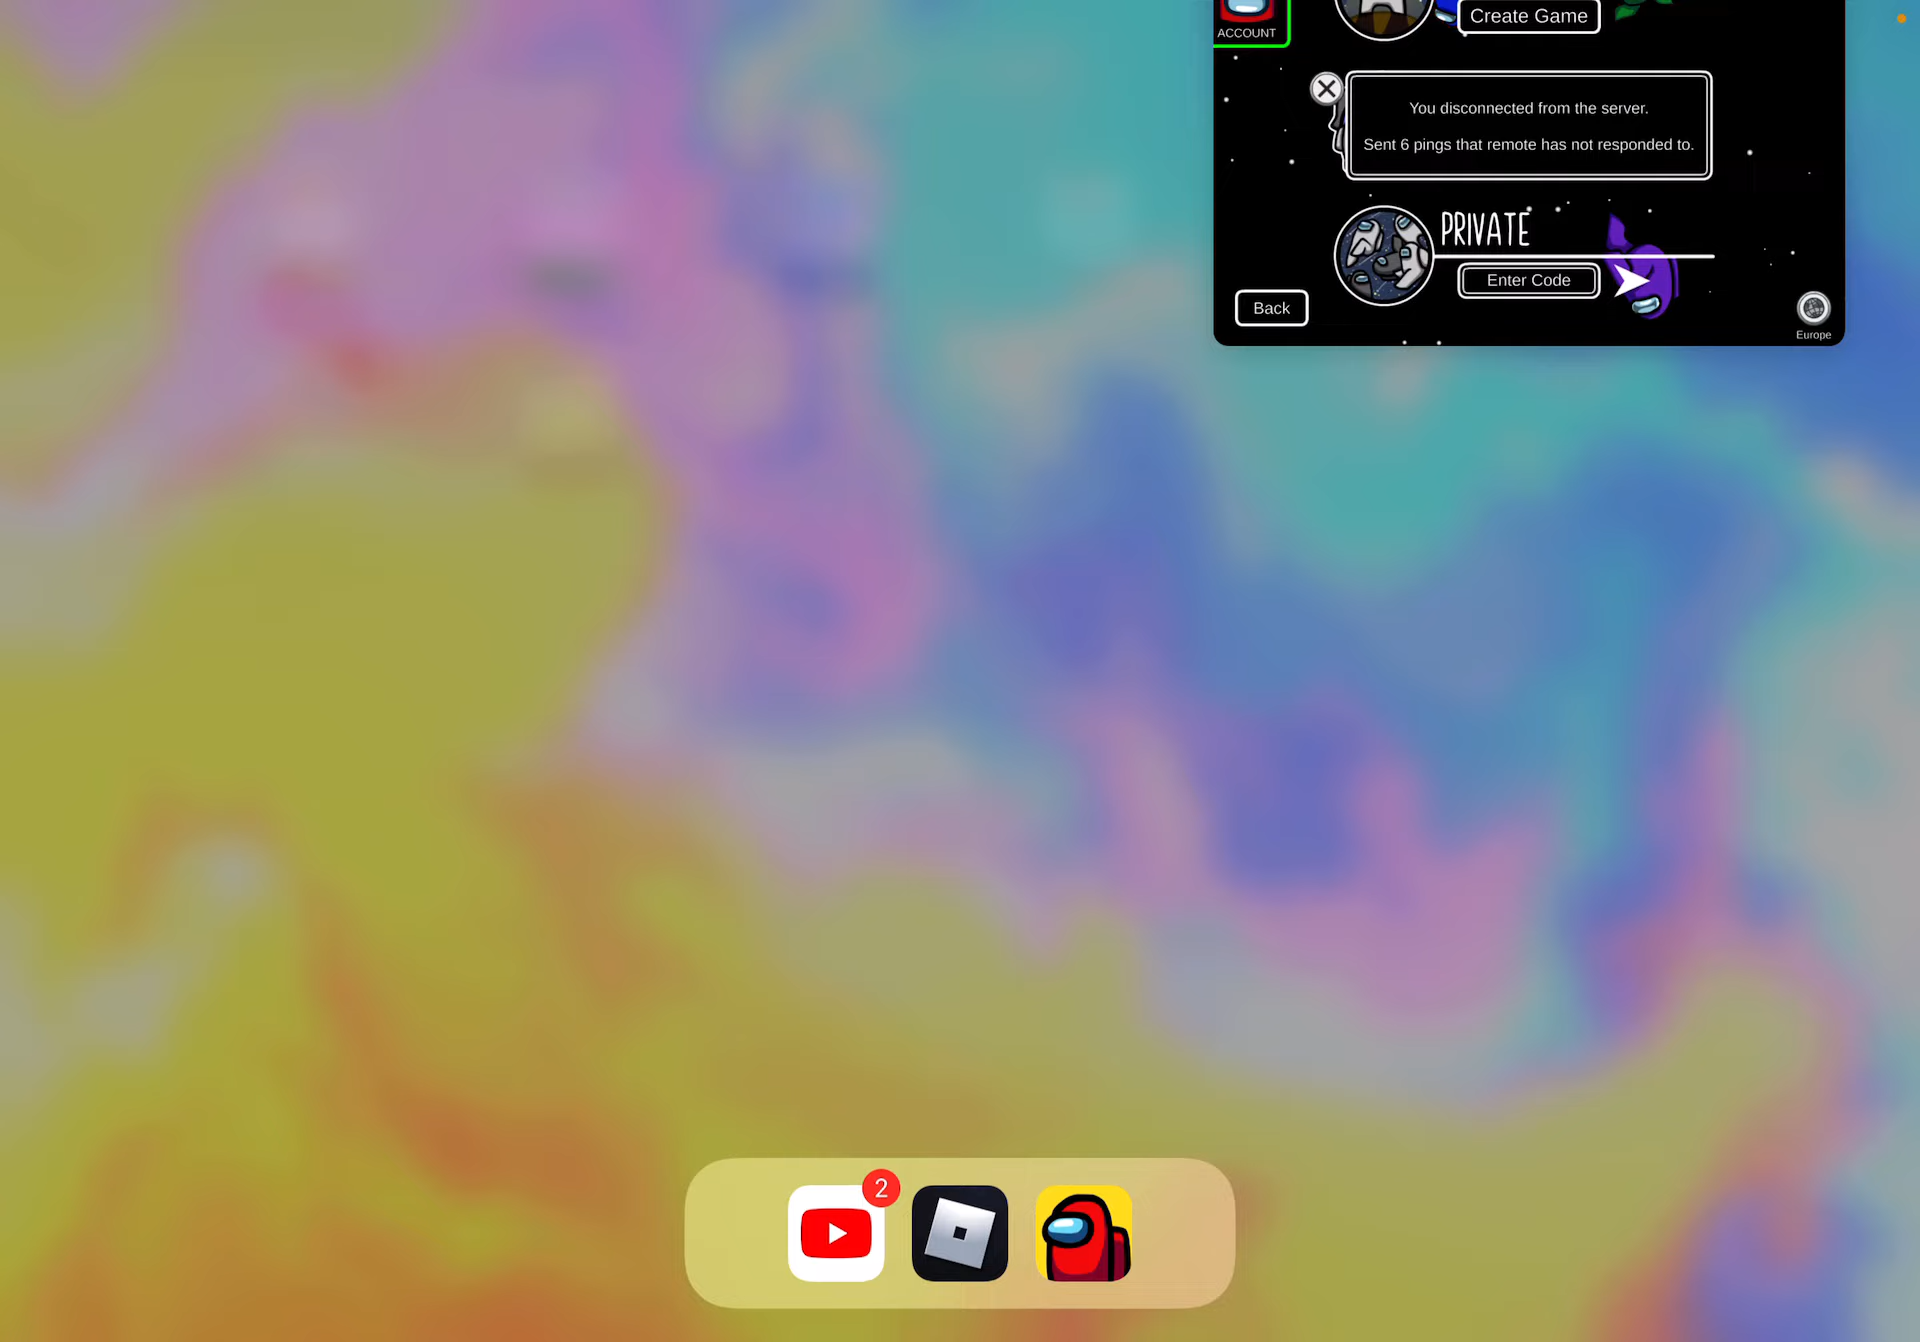 Create Game
ACCOUNT
You disconnected from the server.
Sent 6 pings that remote has not responded to.
PRIVATE
Enter Code
Back
Europe
2